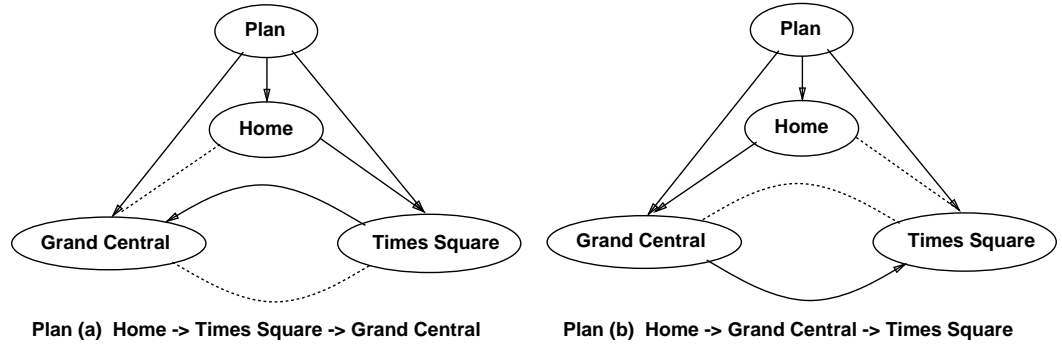 Plan
Home
Grand Central
Times Square
Plan (a) Home -> Times Square -> Grand Central
Plan
Home
Grand Central
Times Square
Plan (b) Home -> Grand Central -> Times Square